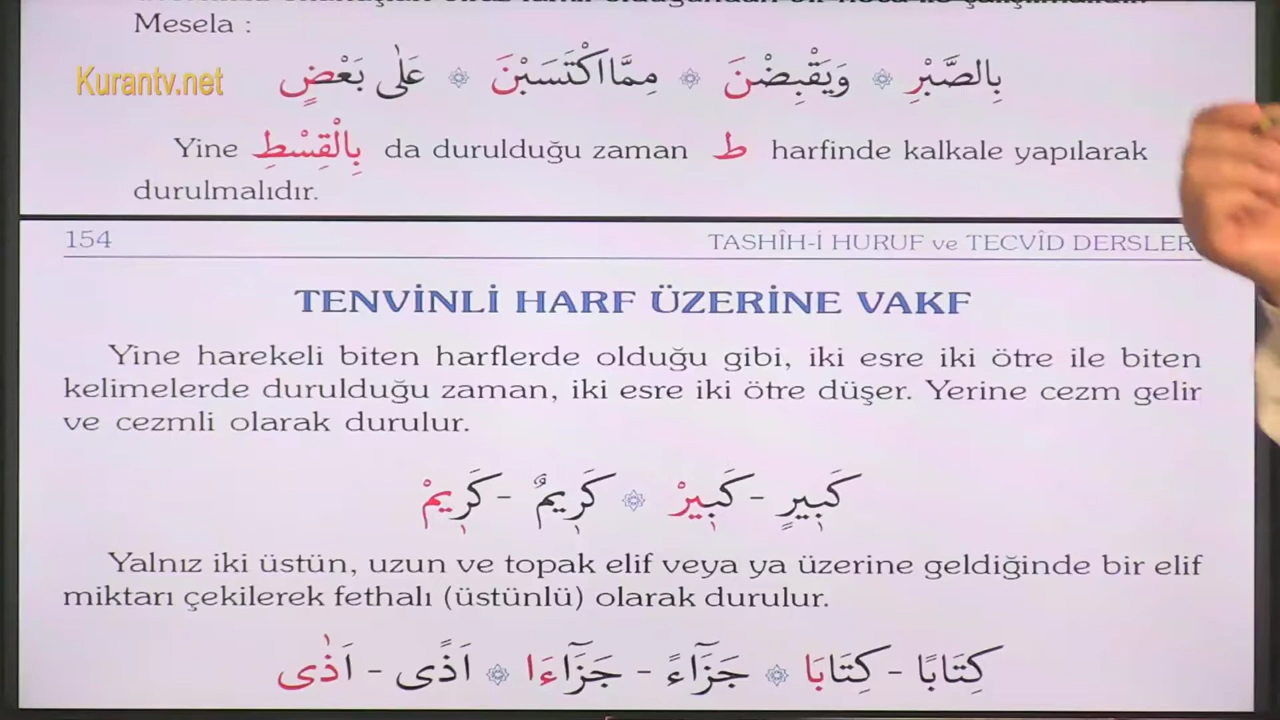 Mesela :
Kurantv.net
بِالصَّبْرِ ۞ وَيَقْبِضْنَ ۞ مِمَّا اكْتَسَبْنَ ۞ عَلٰى بَعْضٍ
Yine بِالْقِسْطِ da durulduğu zaman ط harfinde kalkale yapılarak
durulmalıdır.
154 TASHÎH-İ HURUF ve TECVÎD DERSLER
TENVİNLİ HARF ÜZERİNE VAKF
Yine harekeli biten harflerde olduğu gibi, iki esre iki ötre ile biten
kelimelerde durulduğu zaman, iki esre iki ötre düşer. Yerine cezm gelir
ve cezmli olarak durulur.
كَبٖيرٍ - كَبٖيرْ ۞ كَرٖيمٌ - كَرٖيمْ
Yalnız iki üstün, uzun ve topak elif veya ya üzerine geldiğinde bir elif
miktarı çekilerek fethalı (üstünlü) olarak durulur.
كِتَابًا - كِتَابَا ۞ جَزَٓاءً - جَزَٓاءَا ۞ اَذًى - اَذٰى